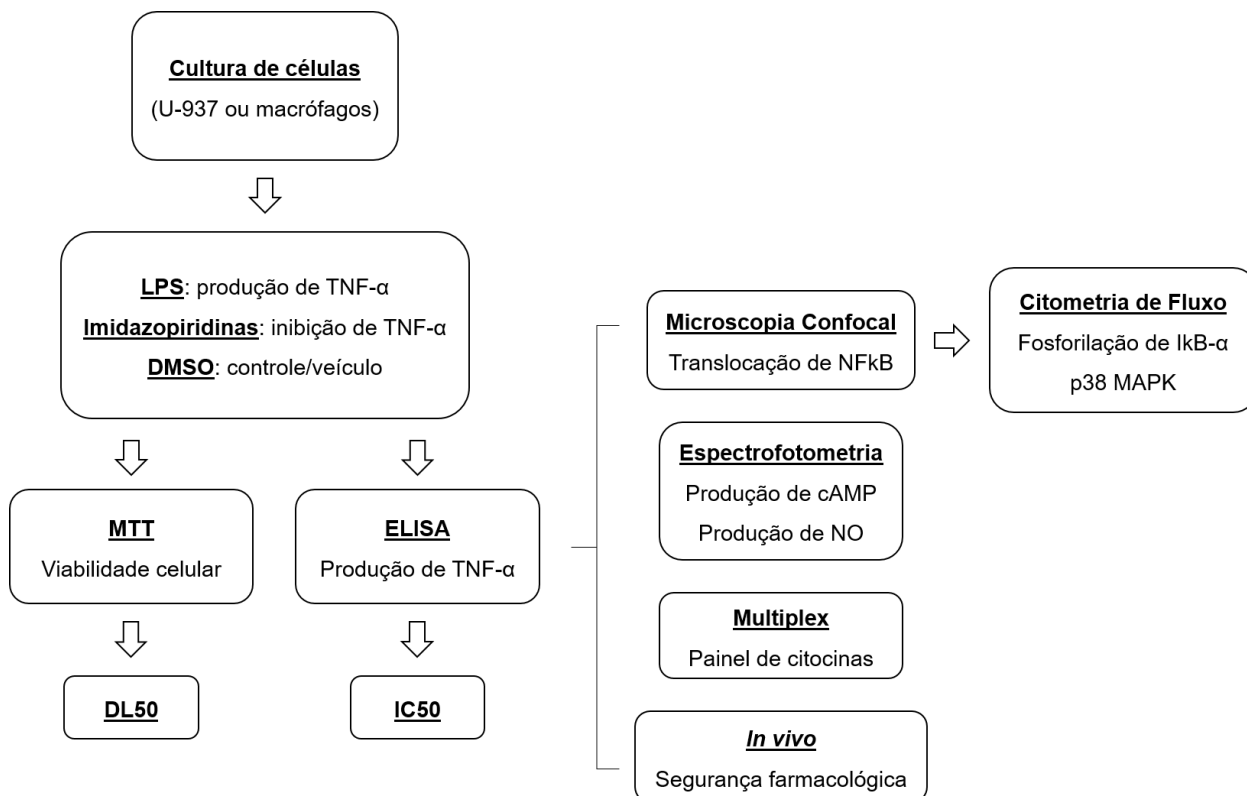 Cultura de células
(U-937 ou macrófagos)
LPS: produção de TNF-α
Imidazopiridinas: inibição de TNF-α
DMSO: controle/veículo
MTT
Viabilidade celular
DL50
ELISA
Produção de TNF-α
IC50
Microscopia Confocal
Translocação de NFkB
Citometria de Fluxo
Fosforilação de IkB-α
p38 MAPK
Espectrofotometria
Produção de cAMP
Produção de NO
Multiplex
Painel de citocinas
In vivo
Segurança farmacológica